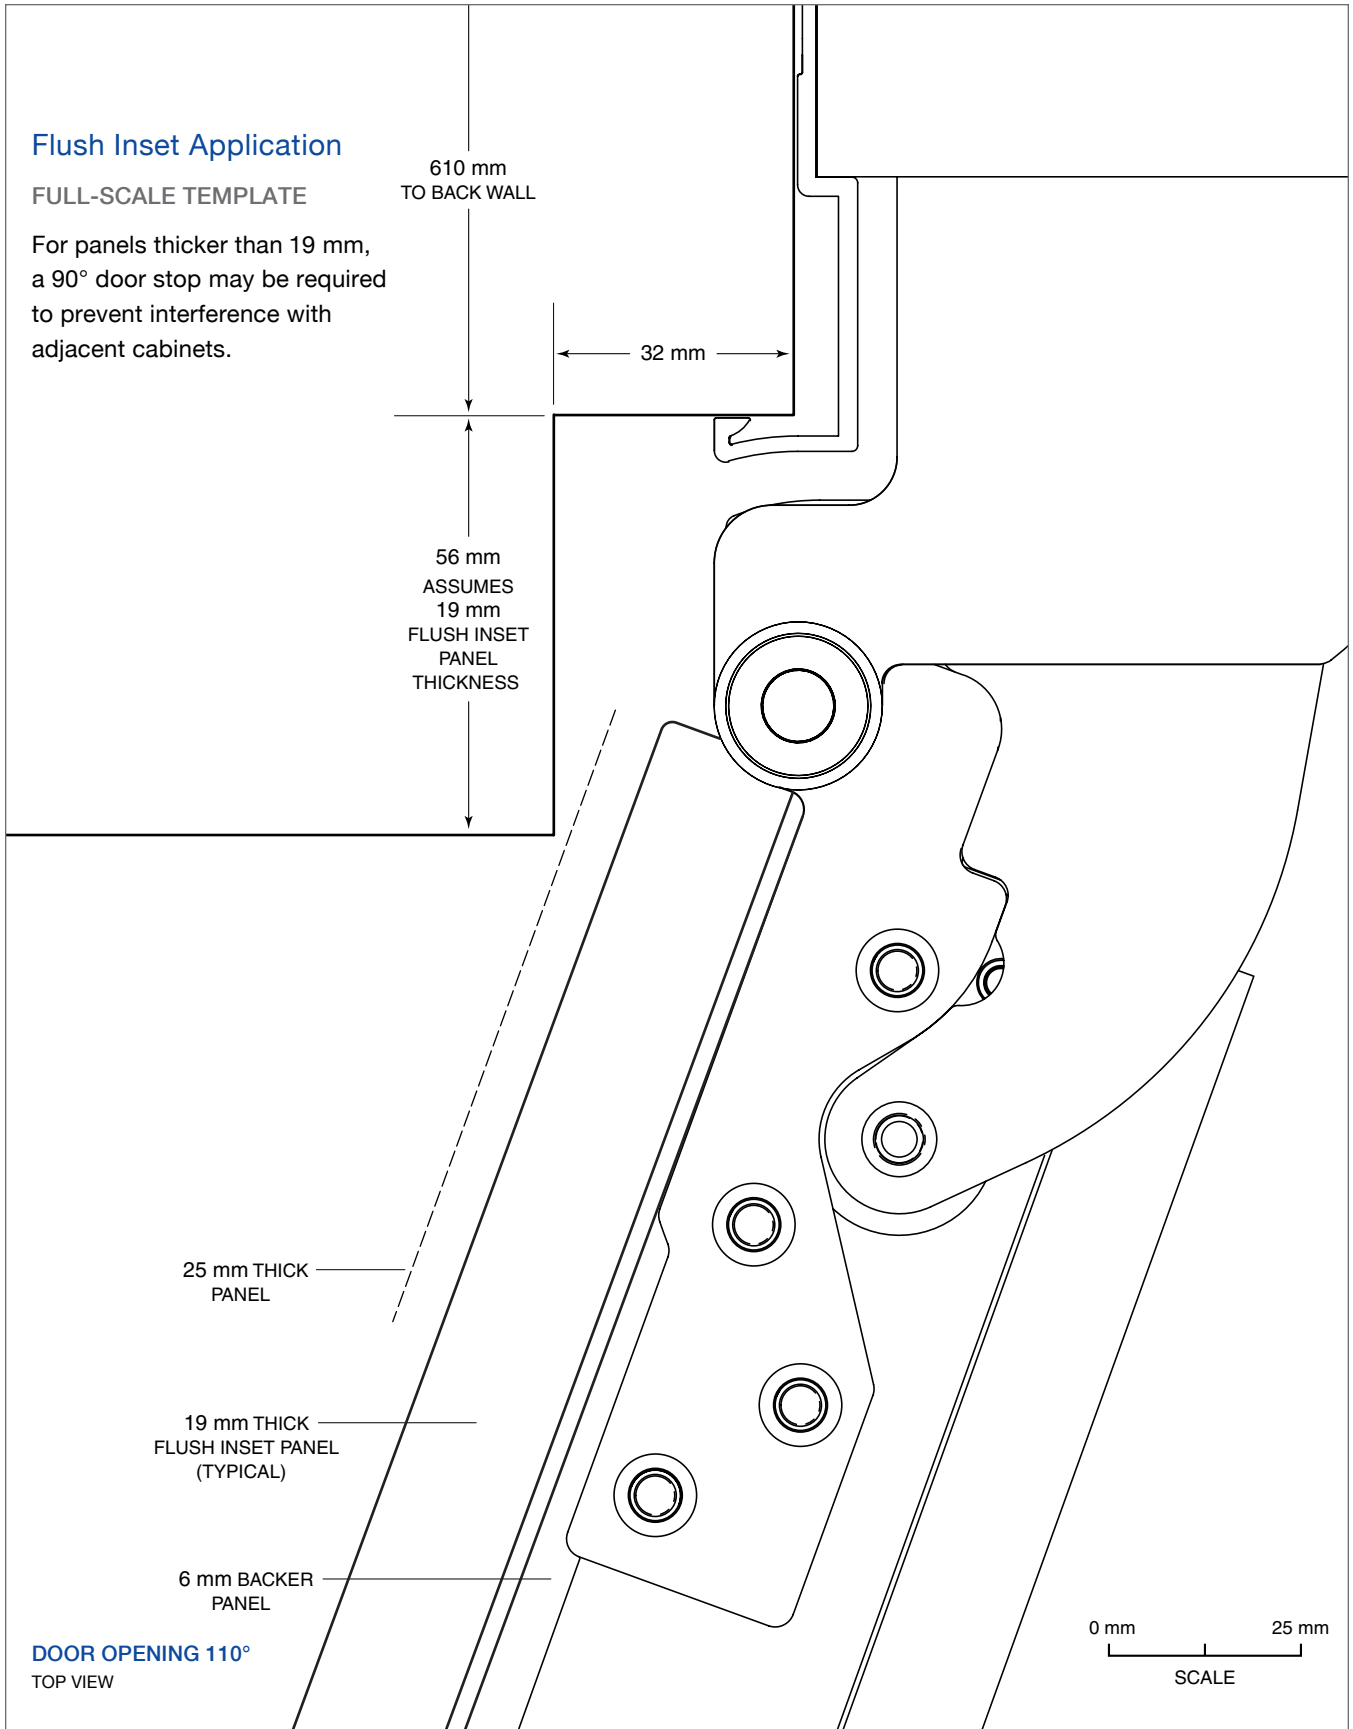 Flush Inset Application
FULL-SCALE TEMPLATE
For panels thicker than 19 mm,
a 90° door stop may be required
to prevent interference with
adjacent cabinets.
610 mm
TO BACK WALL
32 mm
56 mm
ASSUMES
19 mm
FLUSH INSET
PANEL
THICKNESS
25 mm THICK
PANEL
19 mm THICK
FLUSH INSET PANEL
(TYPICAL)
6 mm BACKER
PANEL
DOOR OPENING 110°
TOP VIEW
0 mm 25 mm
SCALE